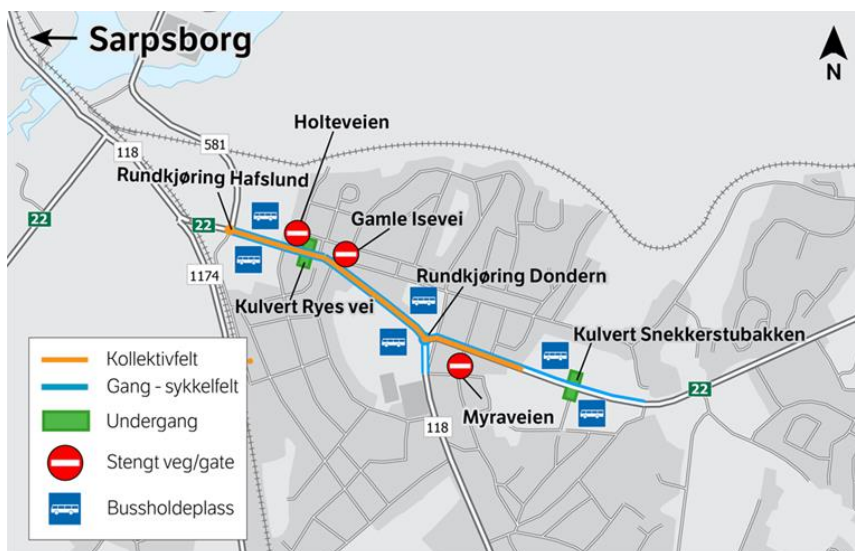 Sarpsborg
N
Holteveien
581
118
Rundkjøring Hafslund
22
22
Gamle Isevei
1174
Rundkjøring Dondern
Kulvert Ryes vei
Kulvert Snekkerstubakken
22
Myraveien
118
Kollektivfelt
Gang - sykkelfelt
Undergang
Stengt veg/gate
Bussholdeplass